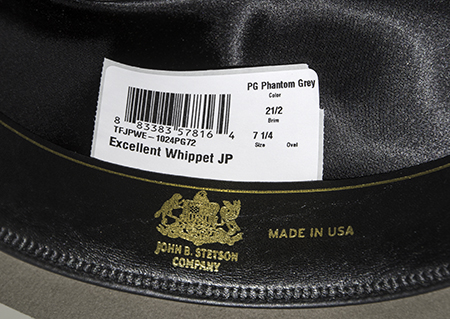 PG Phantom Grey
Color
21/2
Brim
7 1/4
Size Oval
8 83383 57816 4
TFJPWE-1024PG72
Excellent Whippet JP
JOHN B. STETSON
COMPANY
MADE IN USA